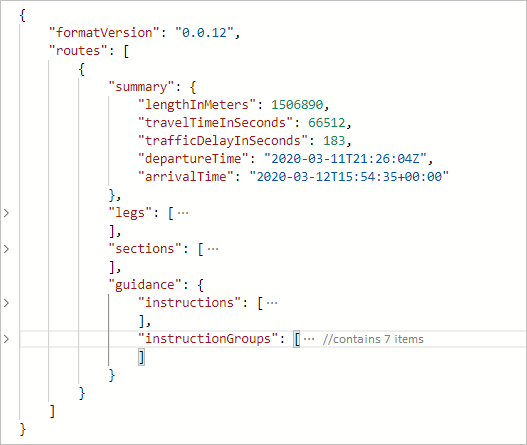 {
"formatVersion": "0.0.12",
"routes": [
{
"summary": {
"lengthInMeters": 1506890,
"travelTimeInSeconds": 66512,
"trafficDelayInSeconds": 183,
"departureTime": "2020-03-11T21:26:04Z",
"arrivalTime": "2020-03-12T15:54:35+00:00"
},
"legs": [ ···
],
"sections": [ ···
],
"guidance": {
"instructions": [ ···
],
"instructionGroups": [ ··· //contains 7 items
]
}
}
]
}